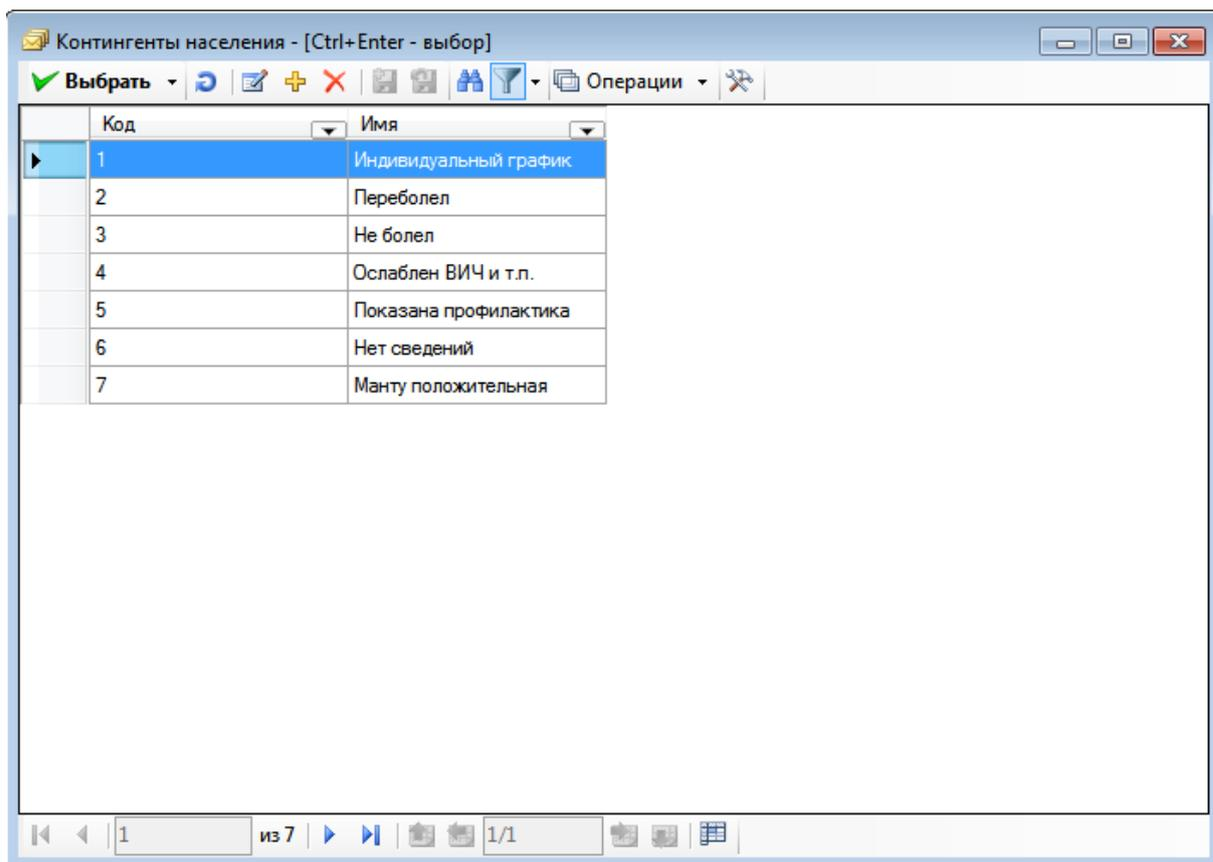 Контингенты населения - [Ctrl+Enter - выбор]
Выбрать Операции
Код Имя
1 Индивидуальный график
2 Переболел
3 Не болел
4 Ослаблен ВИЧ и т.п.
5 Показана профилактика
6 Нет сведений
7 Манту положительная
1 из 7 1/1